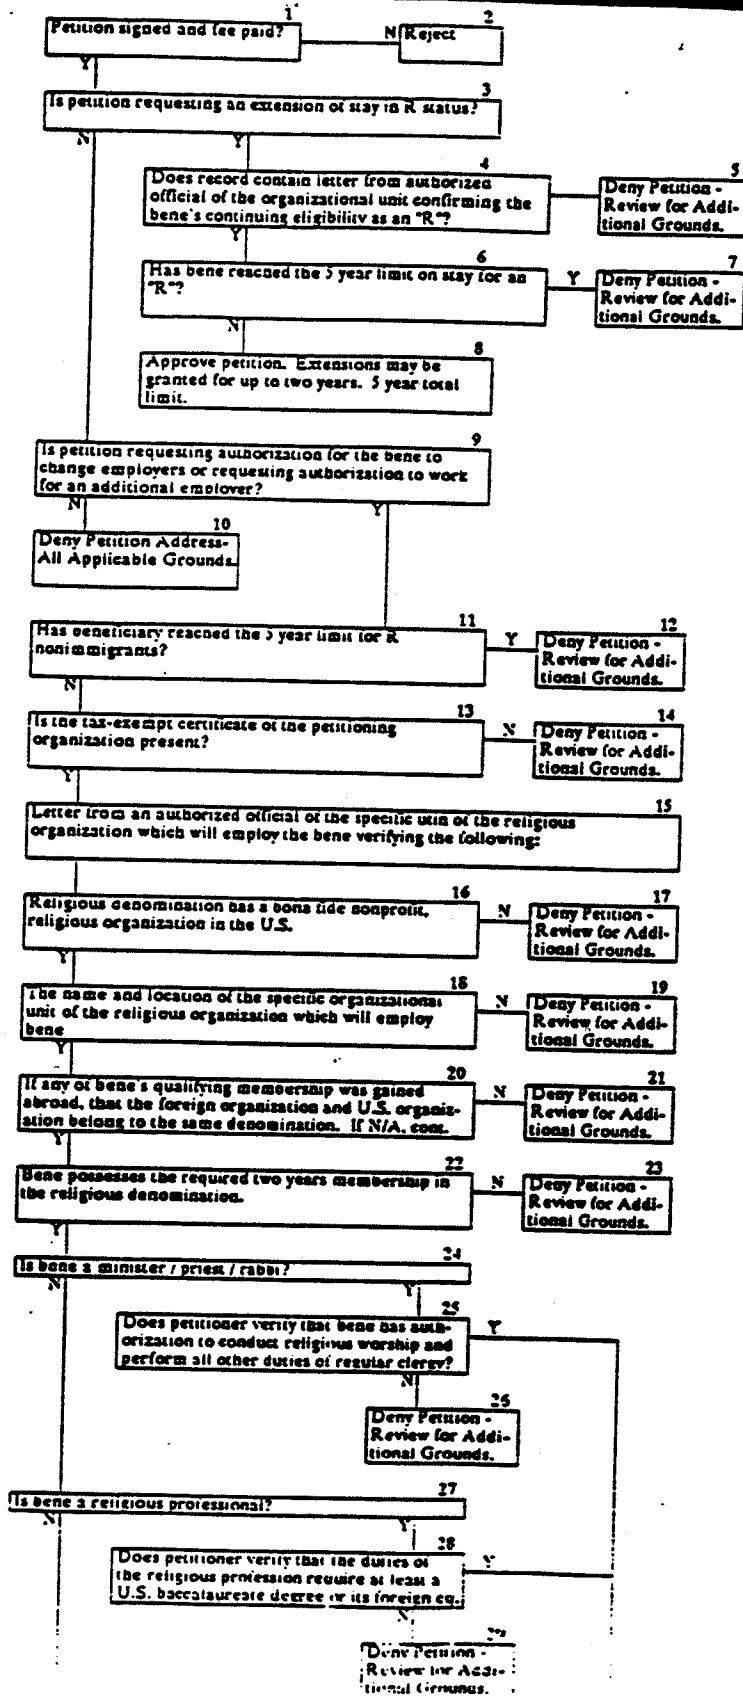 1
Petition signed and fee paid?
N
2
Reject
Y
3
Is petition requesting an extension of stay in R status?
N
Y
4
Does record contain letter from authorized
official of the organizational unit confirming the
bene's continuing eligibility as an "R"?
5
Deny Petition -
Review for Addi-
tional Grounds.
Y
6
Has bene reached the 5 year limit on stay for an
"R"?
Y
7
Deny Petition -
Review for Addi-
tional Grounds.
N
8
Approve petition. Extensions may be
granted for up to two years. 5 year total
limit.
9
Is petition requesting authorization for the bene to
change employers or requesting authorization to work
for an additional employer?
N
Y
10
Deny Petition Address-
All Applicable Grounds.
11
Has beneficiary reached the 5 year limit for R
nonimmigrants?
Y
12
Deny Petition -
Review for Addi-
tional Grounds.
N
13
Is the tax-exempt certificate of the petitioning
organization present?
N
14
Deny Petition -
Review for Addi-
tional Grounds.
Y
15
Letter from an authorized official of the specific utin of the religious
organization which will employ the bene verifying the following:
16
Religious denomination has a bona fide nonprofit,
religious organization in the U.S.
N
17
Deny Petition -
Review for Addi-
tional Grounds.
Y
18
The name and location of the specific organizational
unit of the religious organization which will employ
bene
N
19
Deny Petition -
Review for Addi-
tional Grounds.
Y
20
If any of bene's qualifying membership was gained
abroad, that the foreign organization and U.S. organiz-
ation belong to the same denomination. If N/A, cont.
N
21
Deny Petition -
Review for Addi-
tional Grounds.
Y
22
Bene possesses the required two years membership in
the religious denomination.
N
23
Deny Petition -
Review for Addi-
tional Grounds.
Y
24
Is bene a minister / priest / rabbi?
N
Y
25
Does petitioner verify that bene has auth-
orization to conduct religious worship and
perform all other duties of regular clergy?
Y
N
26
Deny Petition -
Review for Addi-
tional Grounds.
27
Is bene a religious professional?
N
Y
28
Does petitioner verify that the duties of
the religious profession require at least a
U.S. baccalaureate degree or its foreign eq.
Y
N
Deny Petition -
Review for Addi-
tional Grounds.